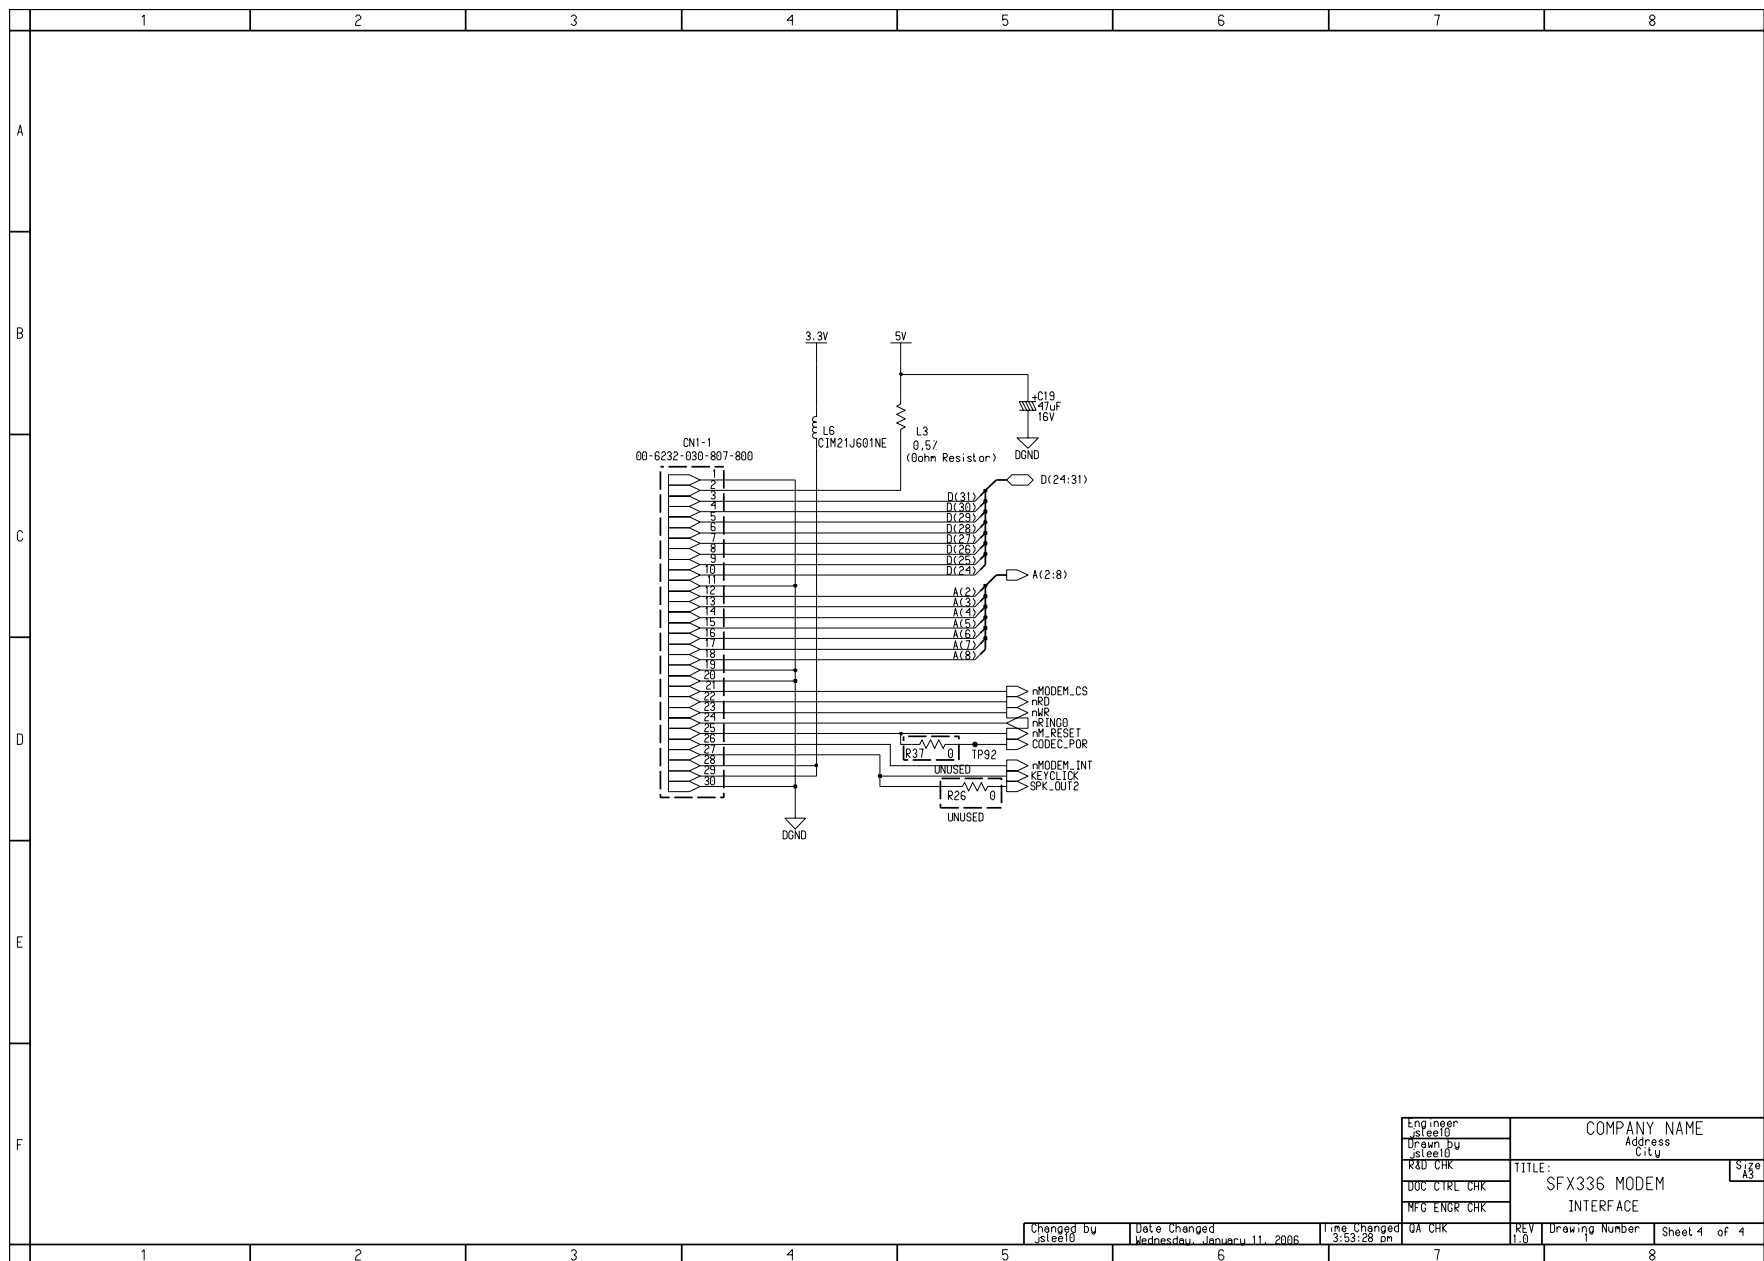 1 2 3 4 5 6 7 8
A
B
C
D
E
F
3.3V
5V
+C19
47uF
16V
DGND
L6
CIM21J601NE
L3
0,5%
(0ohm Resistor)
CN1-1
00-6232-030-807-800
1
2
3
4
5
6
7
8
9
10
11
12
13
14
15
16
17
18
19
20
21
22
23
24
25
26
27
28
29
30
D(24:31)
D(31)
D(30)
D(29)
D(28)
D(27)
D(26)
D(25)
D(24)
A(2:8)
A(2)
A(3)
A(4)
A(5)
A(6)
A(7)
A(8)
nMODEM_CS
nRD
nWR
nRING0
nM_RESET
CODEC_POR
R37 0
TP92
UNUSED
nMODEM_INT
KEYCLICK
SPK_OUT2
R26 0
UNUSED
DGND
Engineer
jslee10
Drawn by
jslee10
R&D CHK
DOC CTRL CHK
MFG ENGR CHK
QA CHK
COMPANY NAME
Address
City
TITLE:
SFX336 MODEM
INTERFACE
Size
A3
Changed by
jslee10
Date Changed
Wednesday, January 11, 2006
Time Changed
3:53:28 pm
REV
1.0
Drawing Number
1
Sheet 4 of 4
1 2 3 4 5 6 7 8